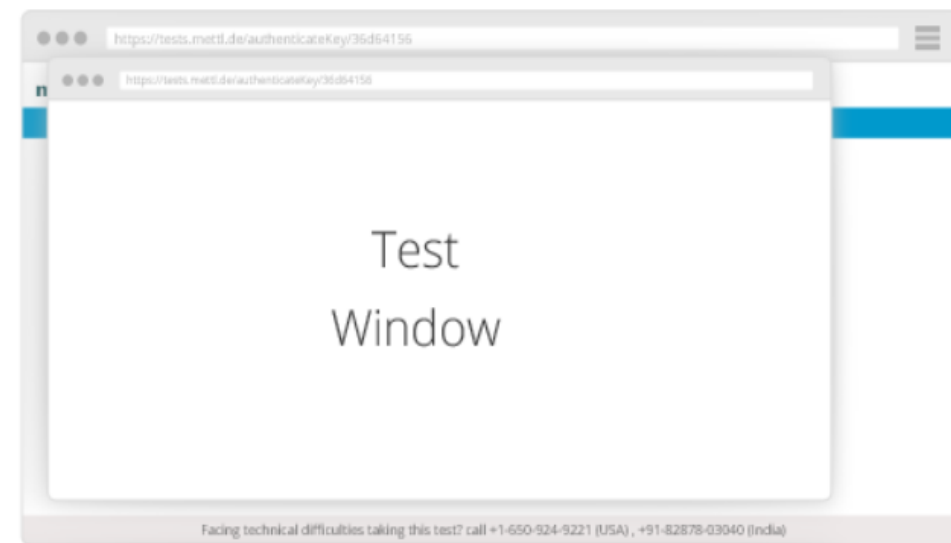 https://tests.mettl.de/authenticateKey/36d64156
https://tests.mettl.de/authenticateKey/36d64156
Test
Window
Facing technical difficulties taking this test? call +1-650-924-9221 (USA) , +91-82878-03040 (India)